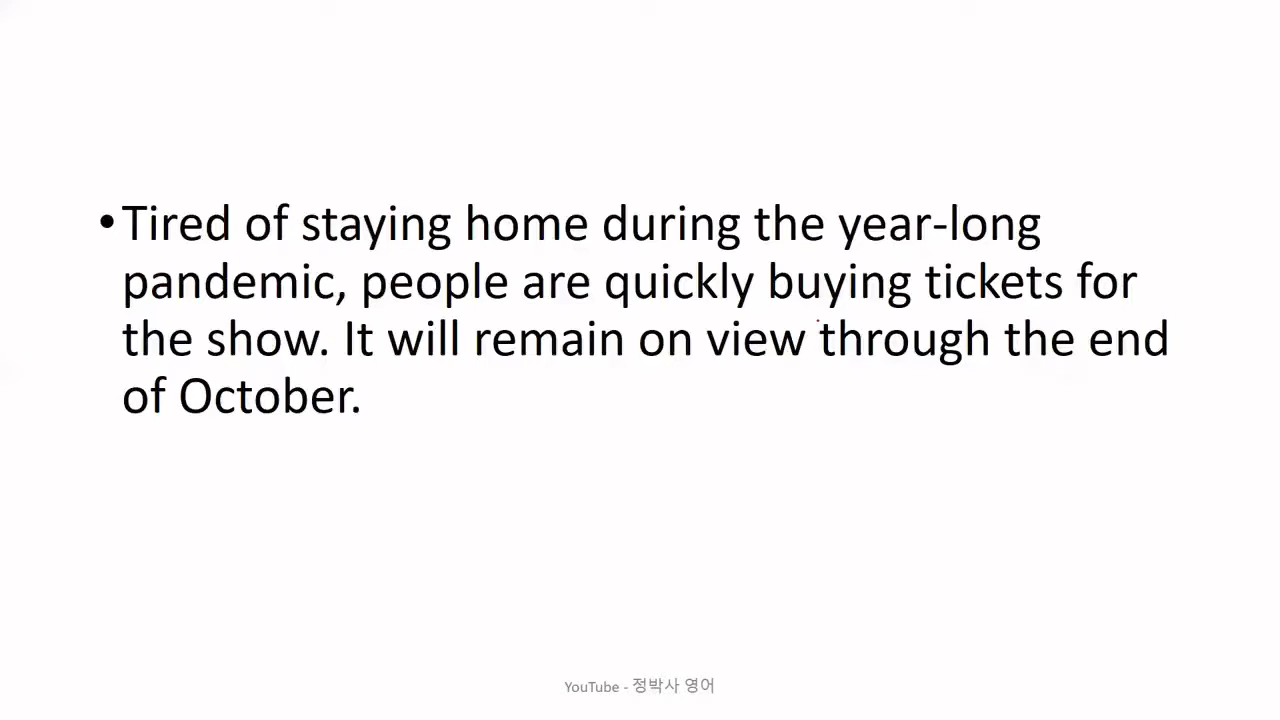 •Tired of staying home during the year-long
pandemic, people are quickly buying tickets for
the show. It will remain on view through the end
of October.
YouTube - 정박사 영어